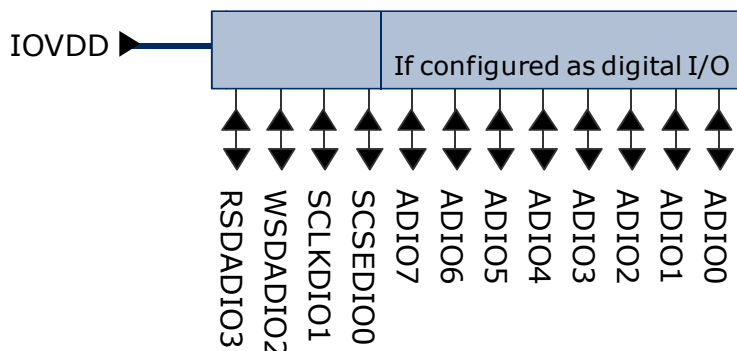 IOVDD
If configured as digital I/O
RSDADIO3
WSDADIO2
SCLKDIO1
SCSEDIO0
ADIO7
ADIO6
ADIO5
ADIO4
ADIO3
ADIO2
ADIO1
ADIO0